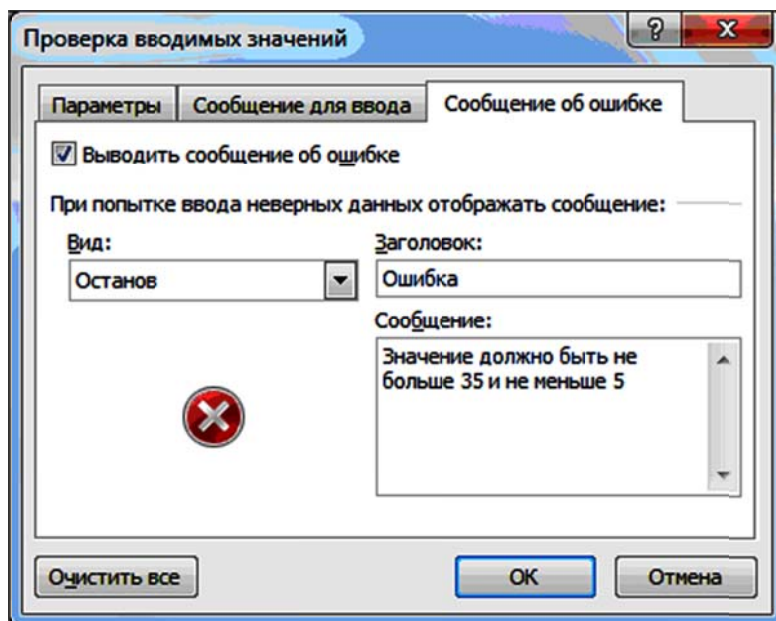 Проверка вводимых значений
?
Параметры Сообщение для ввода Сообщение об ошибке
Выводить сообщение об ошибке
При попытке ввода неверных данных отображать сообщение:
Вид: Заголовок:
Останов Ошибка
Сообщение:
Значение должно быть не
больше 35 и не меньше 5
Очистить все ОК Отмена